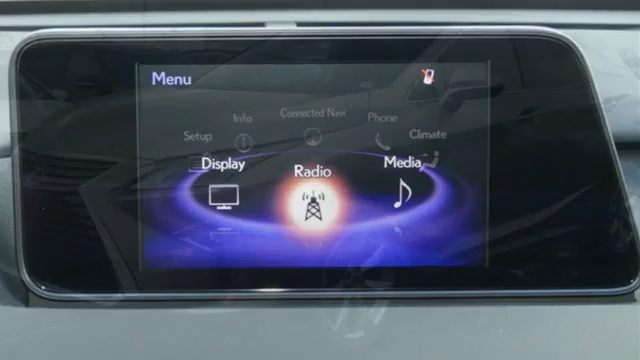 Menu
Connected Navi
Info
Phone
Setup
Climate
Display
Media
Radio